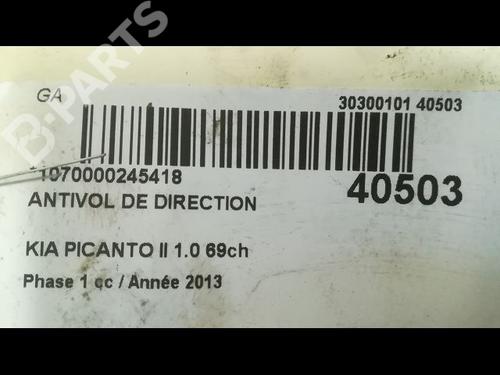 B-PARTS
GA
30300101 40503
1070000245418
40503
ANTIVOL DE DIRECTION
KIA PICANTO II 1.0 69ch
Phase 1 cc / Année 2013